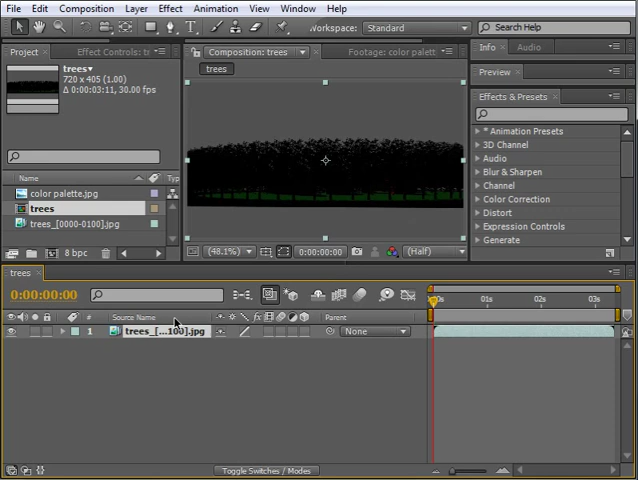 File Edit Composition Layer Effect Animation View Window Help
Workspace: Standard Search Help
Project Effect Controls: Composition: trees Footage: color palett Info Audio
trees
trees
720 x 405 (1.00)
Δ 0:00:03:11, 30.00 fps
Preview
Effects & Presets
* Animation Presets
3D Channel
Audio
Blur & Sharpen
Channel
Color Correction
Distort
Expression Controls
Generate
Name Type
color palette.jpg
trees
trees_[0000-0100].jpg
8 bpc
(48.1%) 0:00:00:00 (Half)
trees
0:00:00:00
01s 02s 03s
# Source Name Parent
1 trees_[...100].jpg None
Toggle Switches / Modes